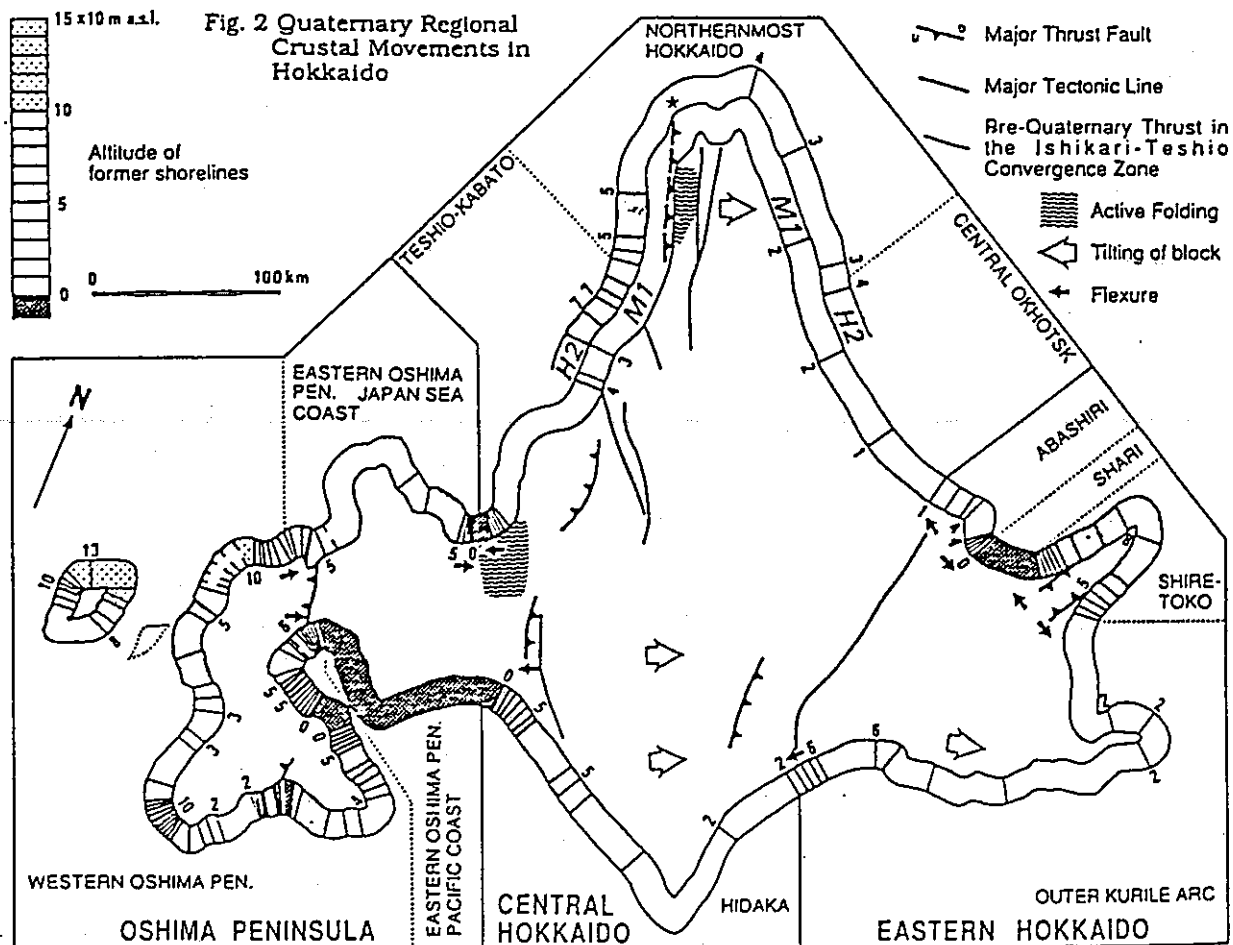 15 x10 m a.s.l.
10
5
0
Altitude of
former shorelines
0 100 km
Fig. 2 Quaternary Regional
Crustal Movements in
Hokkaido
NORTHERNMOST
HOKKAIDO
Major Thrust Fault
Major Tectonic Line
Pre-Quaternary Thrust in
the Ishikari-Teshio
Convergence Zone
Active Folding
Tilting of block
Flexure
N
TESHIO-KABATO
CENTRAL OKHOTSK
ABASHIRI
SHARI
SHIRE-
TOKO
EASTERN OSHIMA
PEN. JAPAN SEA
COAST
4
3
5
5
M1
M1
2
3
4
H2
H2
11
3
4
2
1
1
4
0
5
5 0
13
10
10
5
5
3
3
10
2
2
5
5
0
0
5
0
5
5
2
2
6
6
2
2
WESTERN OSHIMA PEN.
EASTERN OSHIMA PEN.
PACIFIC COAST
HIDAKA
OUTER KURILE ARC
OSHIMA PENINSULA
CENTRAL
HOKKAIDO
EASTERN HOKKAIDO